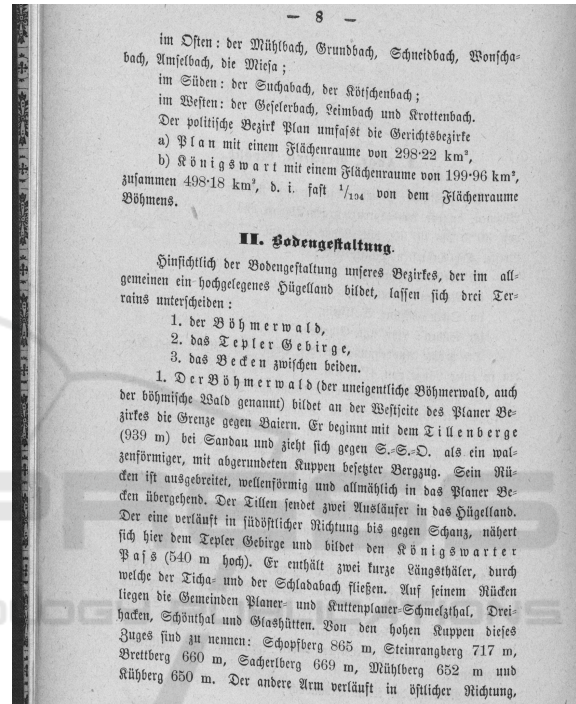 — 8 —
im Osten: der Mühlbach, Grundbach, Schneidbach, Wonscha=
bach, Amselbach, die Miesa;
im Süden: der Suchabach, der Kötschenbach;
im Westen: der Geselerbach, Leimbach und Krottenbach.
Der politische Bezirk Plan umfasst die Gerichtsbezirke
a) Plan mit einem Flächenraume von 298·22 km²,
b) Königswart mit einem Flächenraume von 199·96 km²,
zusammen 498·18 km², d. i. fast 1/104 von dem Flächenraume
Böhmens.
II. Bodengestaltung.
Hinsichtlich der Bodengestaltung unseres Bezirkes, der im all=
gemeinen ein hochgelegenes Hügelland bildet, lassen sich drei Ter=
rains unterscheiden:
1. der Böhmerwald,
2. das Tepler Gebirge,
3. das Becken zwischen beiden.
1. Der Böhmerwald (der uneigentliche Böhmerwald, auch
der böhmische Wald genannt) bildet an der Westseite des Planer Be=
zirkes die Grenze gegen Baiern. Er beginnt mit dem Tillenberge
(939 m) bei Sandau und zieht sich gegen S.=S.=O. als ein wal=
zenförmiger, mit abgerundeten Kuppen besetzter Bergzug. Sein Rü=
cken ist ausgebreitet, wellenförmig und allmählich in das Planer Be=
cken übergehend. Der Tillen sendet zwei Ausläufer in das Hügelland.
Der eine verläuft in südöstlicher Richtung bis gegen Schanz, nähert
sich hier dem Tepler Gebirge und bildet den Königswarter
Pass (540 m hoch). Er enthält zwei kurze Längsthäler, durch
welche der Ticha= und der Schladabach fließen. Auf seinem Rücken
liegen die Gemeinden Planer= und Kuttenplaner=Schmelzthal, Drei=
hacken, Schönthal und Glashütten. Von den hohen Kuppen dieses
Zuges sind zu nennen: Schopfberg 865 m, Steinrangberg 717 m,
Brettberg 660 m, Sacherlberg 669 m, Mühlberg 652 m und
Kühberg 650 m. Der andere Arm verläuft in östlicher Richtung,